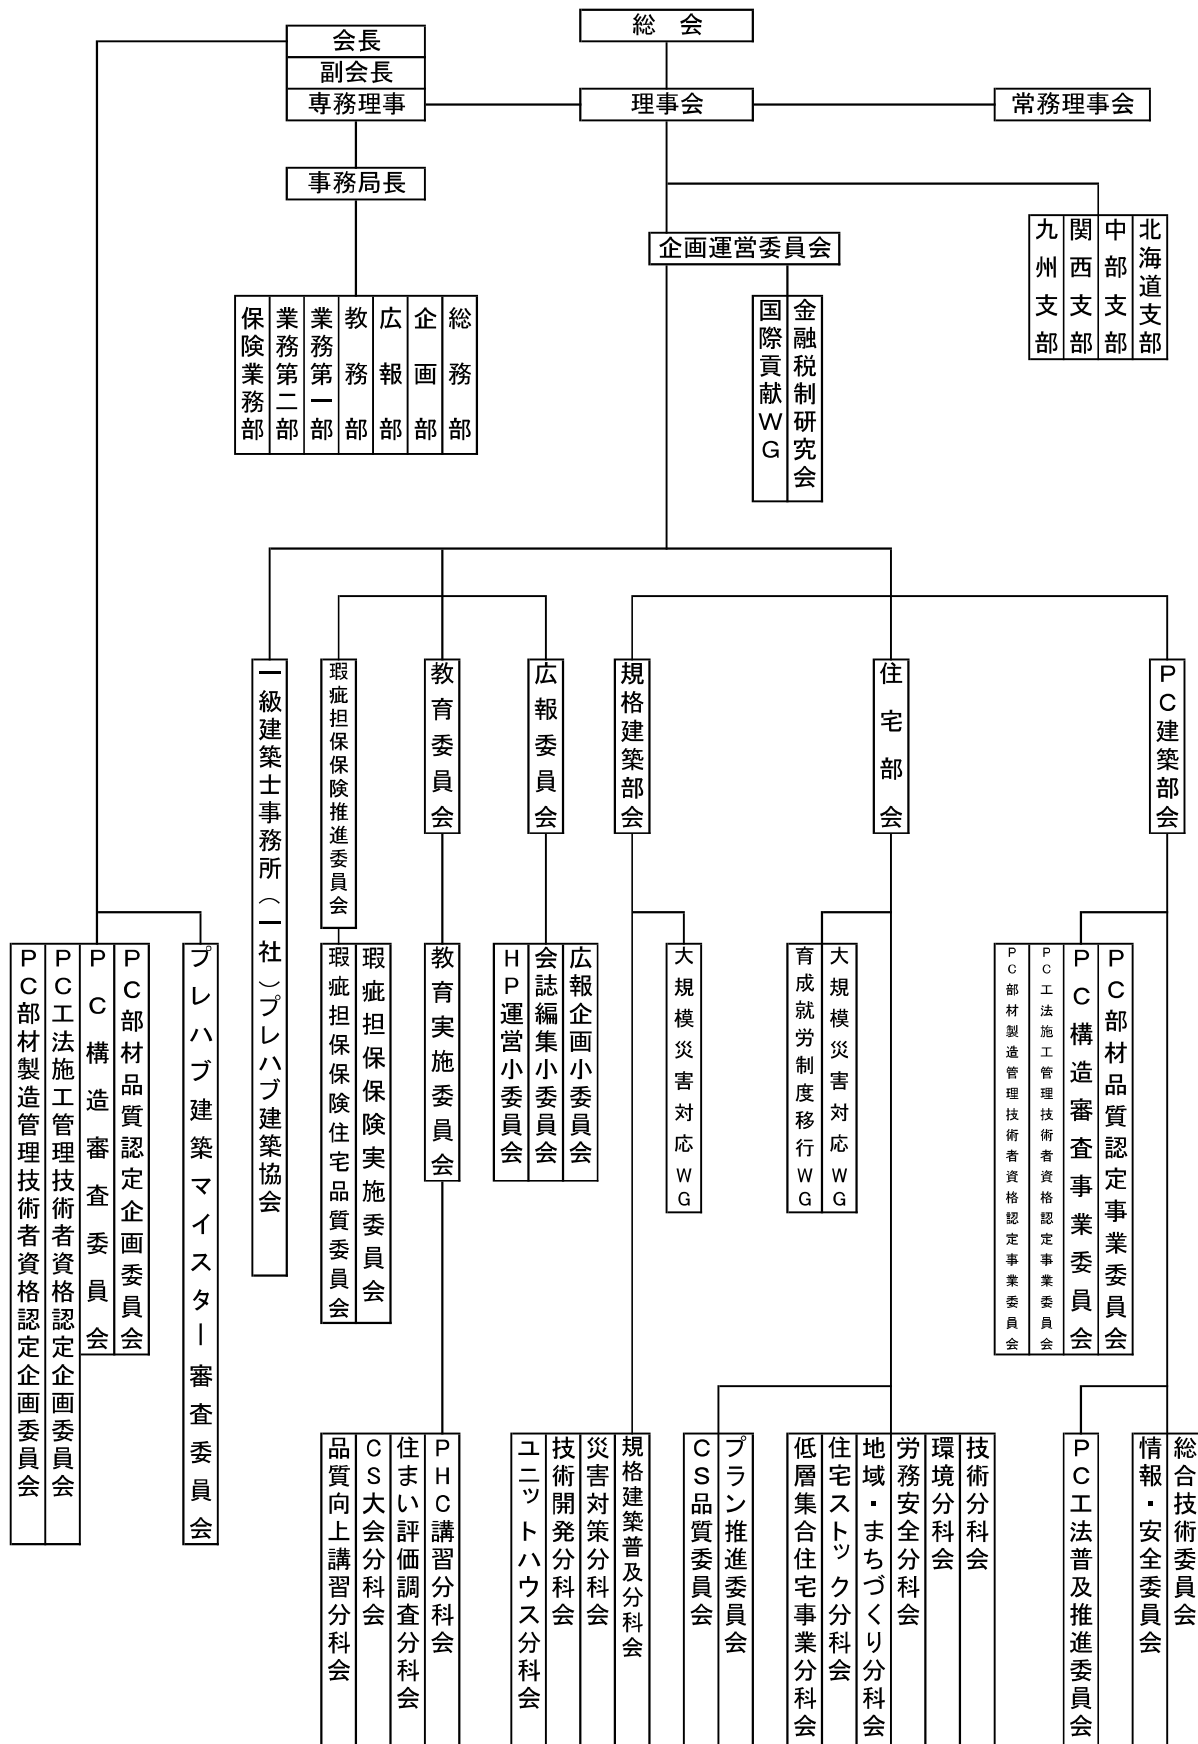 総　会
会長
副会長
専務理事
理事会
常務理事会
事務局長
企画運営委員会
北海道支部
中部支部
関西支部
九州支部
総務部
企画部
広報部
教務部
業務第一部
業務第二部
保険業務部
金融税制研究会
国際貢献ＷＧ
ＰＣ建築部会
住宅部会
規格建築部会
広報委員会
教育委員会
瑕疵担保保険推進委員会
一級建築士事務所（一社）プレハブ建築協会
ＰＣ部材品質認定事業委員会
ＰＣ構造審査事業委員会
ＰＣ工法施工管理技術者資格認定事業委員会
ＰＣ部材製造管理技術者資格認定事業委員会
大規模災害対応ＷＧ
育成就労制度移行ＷＧ
大規模災害対応ＷＧ
広報企画小委員会
会誌編集小委員会
ＨＰ運営小委員会
教育実施委員会
瑕疵担保保険実施委員会
瑕疵担保保険住宅品質委員会
プレハブ建築マイスター審査委員会
ＰＣ部材品質認定企画委員会
ＰＣ構造審査委員会
ＰＣ工法施工管理技術者資格認定企画委員会
ＰＣ部材製造管理技術者資格認定企画委員会
総合技術委員会
情報・安全委員会
ＰＣ工法普及推進委員会
技術分科会
環境分科会
労務安全分科会
地域・まちづくり分科会
住宅ストック分科会
低層集合住宅事業分科会
プラン推進委員会
ＣＳ品質委員会
規格建築普及分科会
災害対策分科会
技術開発分科会
ユニットハウス分科会
ＰＨＣ講習分科会
住まい評価調査分科会
ＣＳ大会分科会
品質向上講習分科会